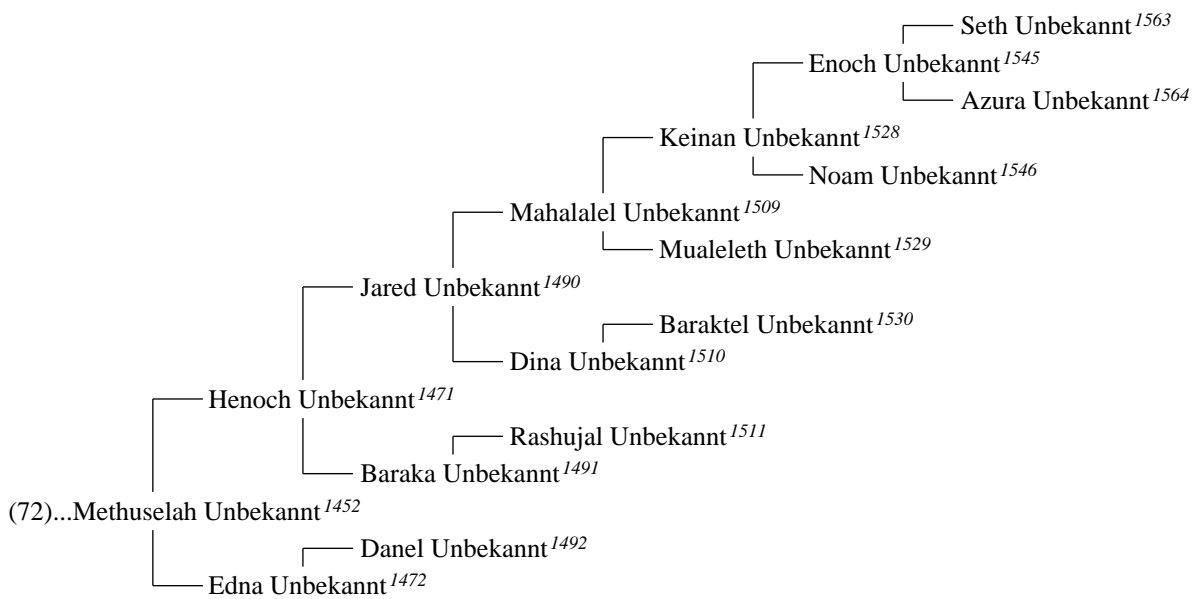 Seth Unbekannt 1563
Enoch Unbekannt 1545
Azura Unbekannt 1564
Keinan Unbekannt 1528
Noam Unbekannt 1546
Mahalalel Unbekannt 1509
Mualeleth Unbekannt 1529
Jared Unbekannt 1490
Baraktel Unbekannt 1530
Dina Unbekannt 1510
Henoch Unbekannt 1471
Rashujal Unbekannt 1511
Baraka Unbekannt 1491
(72)...Methuselah Unbekannt 1452
Danel Unbekannt 1492
Edna Unbekannt 1472